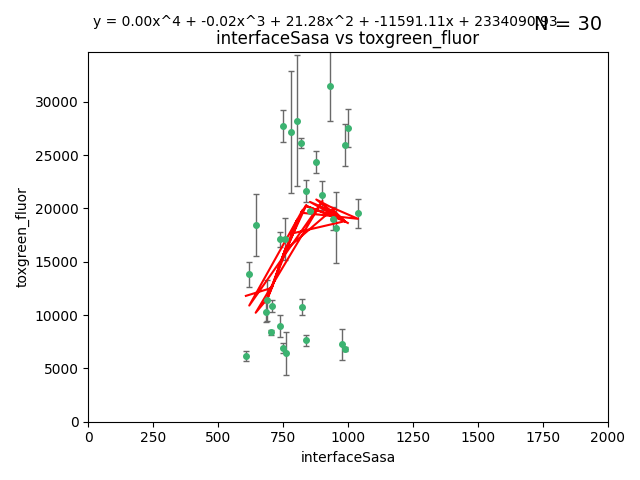 y = 0.00x^4 + -0.02x^3 + 21.28x^2 + -11591.11x + 2334090.93
N = 30
interfaceSasa vs toxgreen_fluor
30000
25000
20000
15000
10000
5000
0
toxgreen_fluor
0 250 500 750 1000 1250 1500 1750 2000
interfaceSasa